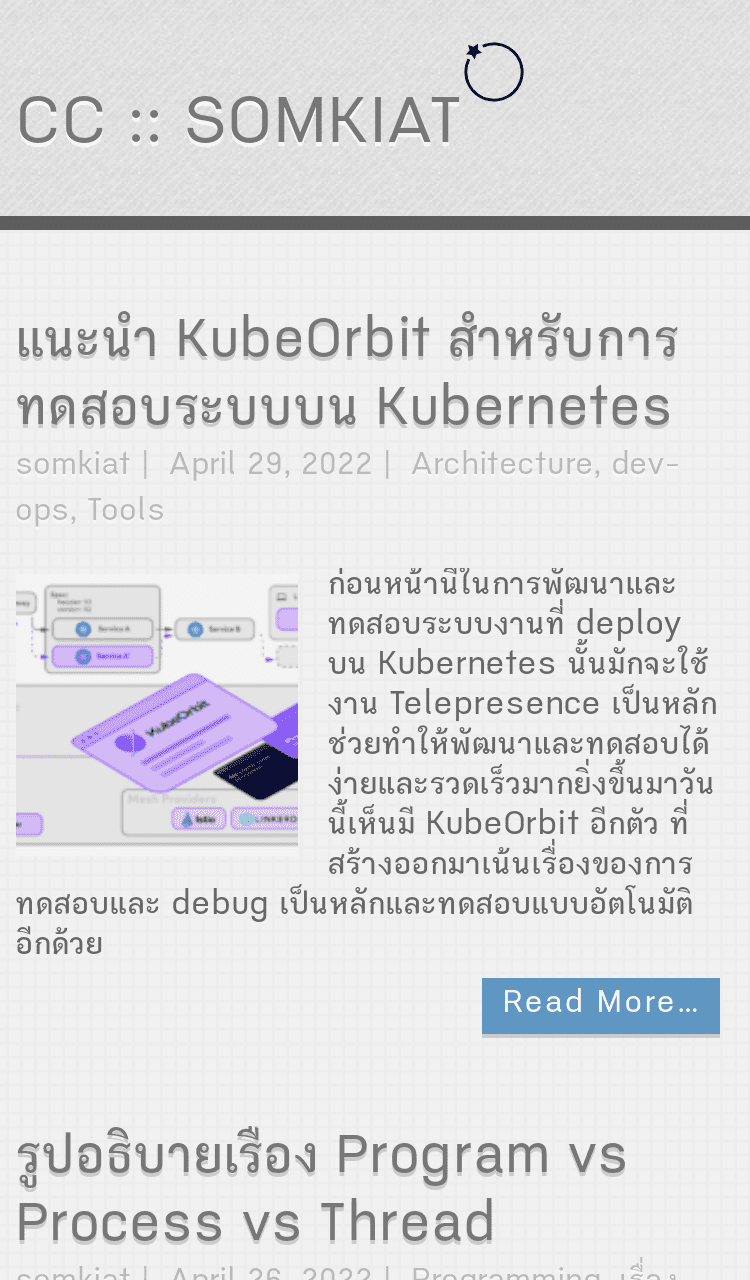 CC :: SOMKIAT
แนะนำ KubeOrbit สำหรับการ
ทดสอบระบบบน Kubernetes
somkiat | April 29, 2022 | Architecture, dev-
ops, Tools
Service A
Service B
Service A'
KubeOrbit
Mesh Providers
Istio
LINKERD
ก่อนหน้านี้ในการพัฒนาและ
ทดสอบระบบงานที่ deploy
บน Kubernetes นั้นมักจะใช้
งาน Telepresence เป็นหลัก
ช่วยทำให้พัฒนาและทดสอบได้
ง่ายและรวดเร็วมากยิ่งขึ้นมาวัน
นี้เห็นมี KubeOrbit อีกตัว ที่
สร้างออกมาเน้นเรื่องของการ
ทดสอบและ debug เป็นหลักและทดสอบแบบอัตโนมัติ
อีกด้วย
Read More…
รูปอธิบายเรื่อง Program vs
Process vs Thread
somkiat | April 26, 2022 | Programming, เรื่อง